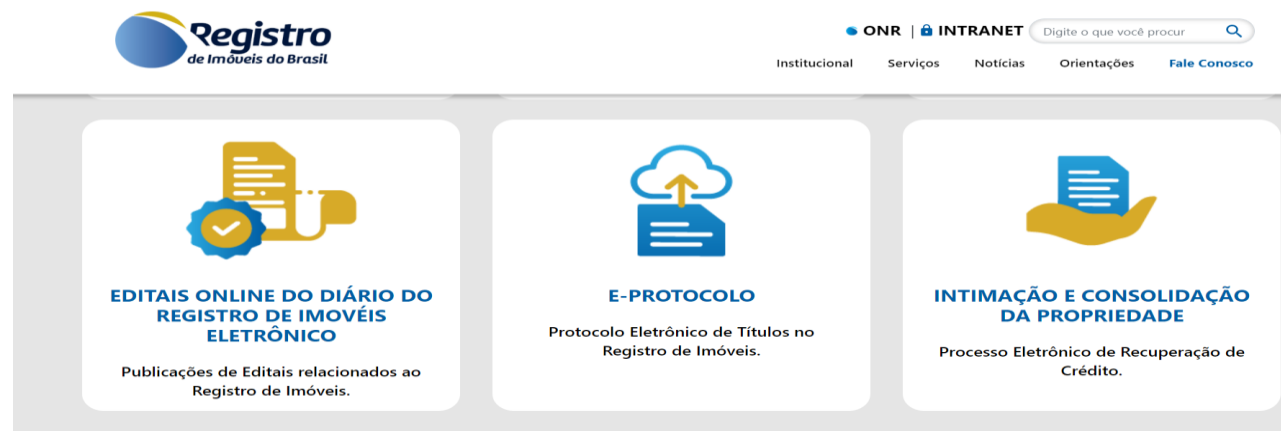 Registro
de Imóveis do Brasil
ONR | INTRANET
Digite o que você procur
Institucional Serviços Notícias Orientações Fale Conosco
EDITAIS ONLINE DO DIÁRIO DO
REGISTRO DE IMOVÉIS
ELETRÔNICO
Publicações de Editais relacionados ao
Registro de Imóveis.
E-PROTOCOLO
Protocolo Eletrônico de Títulos no
Registro de Imóveis.
INTIMAÇÃO E CONSOLIDAÇÃO
DA PROPRIEDADE
Processo Eletrônico de Recuperação de
Crédito.